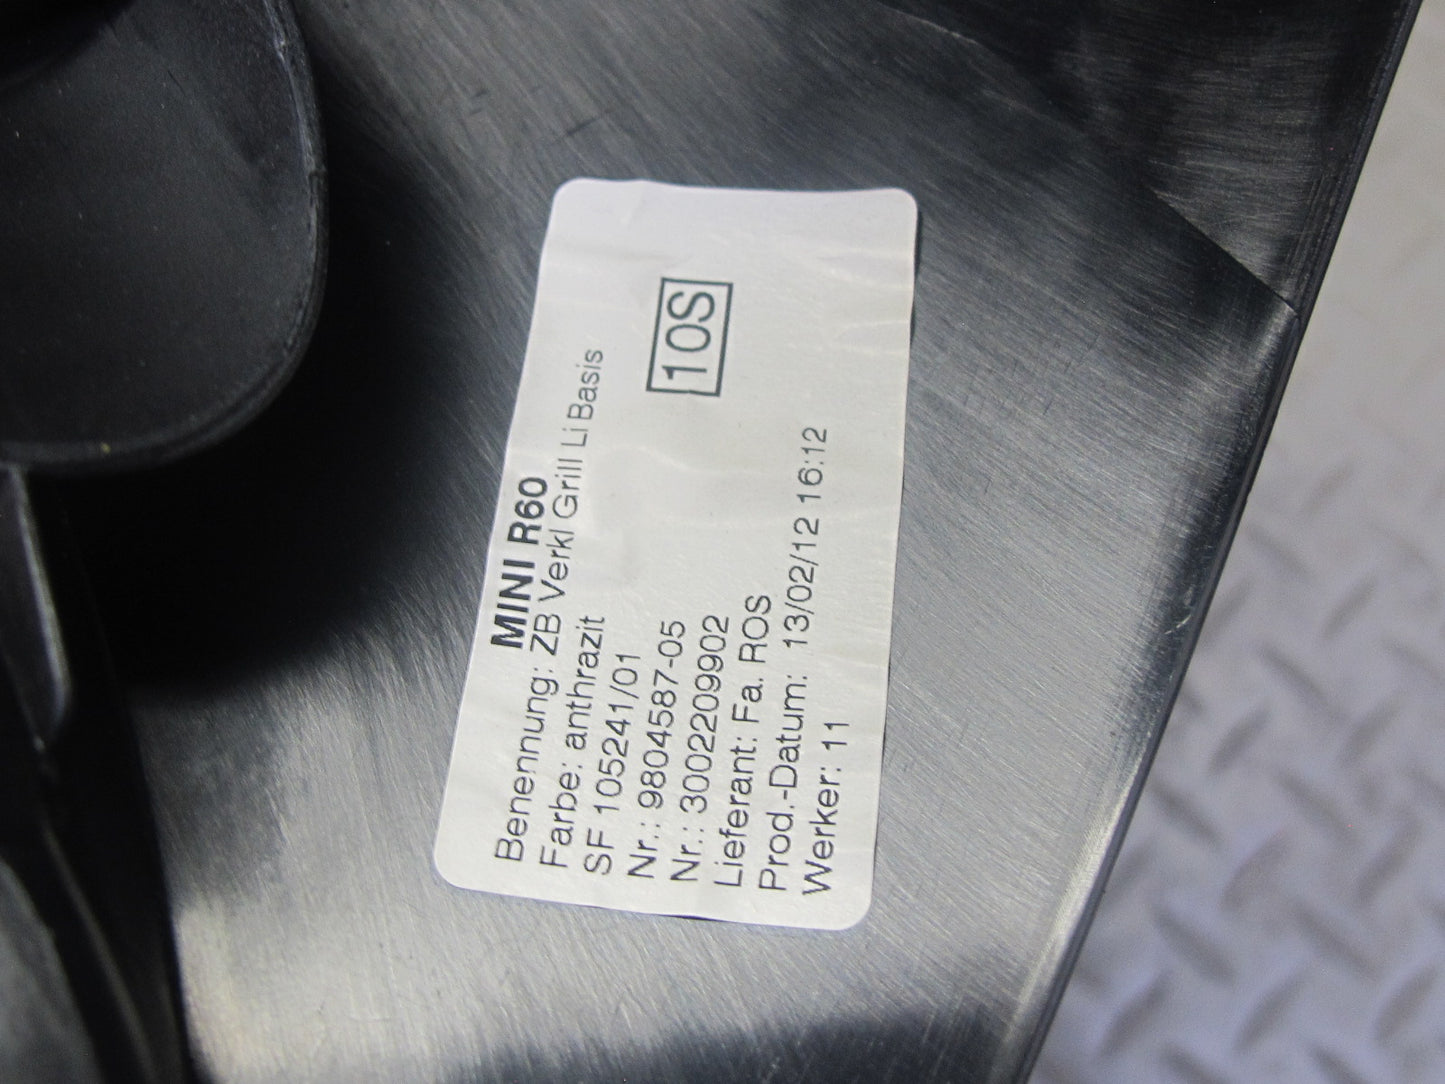 MINI R60
Benennung: ZB Verkl Grill Li Basis
Farbe: anthrazit
SF 105241/01
10S
Nr.: 9804587-05
Nr.: 3002209902
Lieferant: Fa. ROS
Prod.-Datum: 13/02/12 16:12
Werker: 11